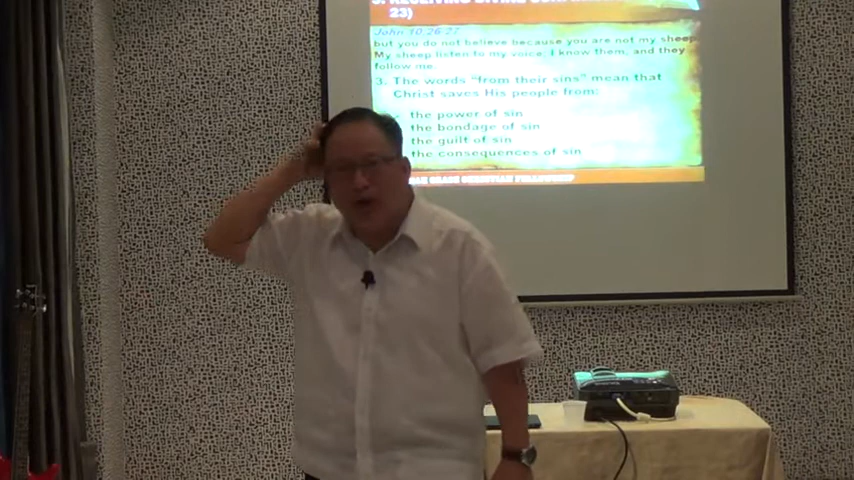 23)
John 10:26-27
but you do not believe because you are not my sheep.
My sheep listen to my voice; I know them, and they
follow me.
3. The words "from their sins" mean that
Christ saves His people from:
the power of sin
the bondage of sin
the guilt of sin
the consequences of sin